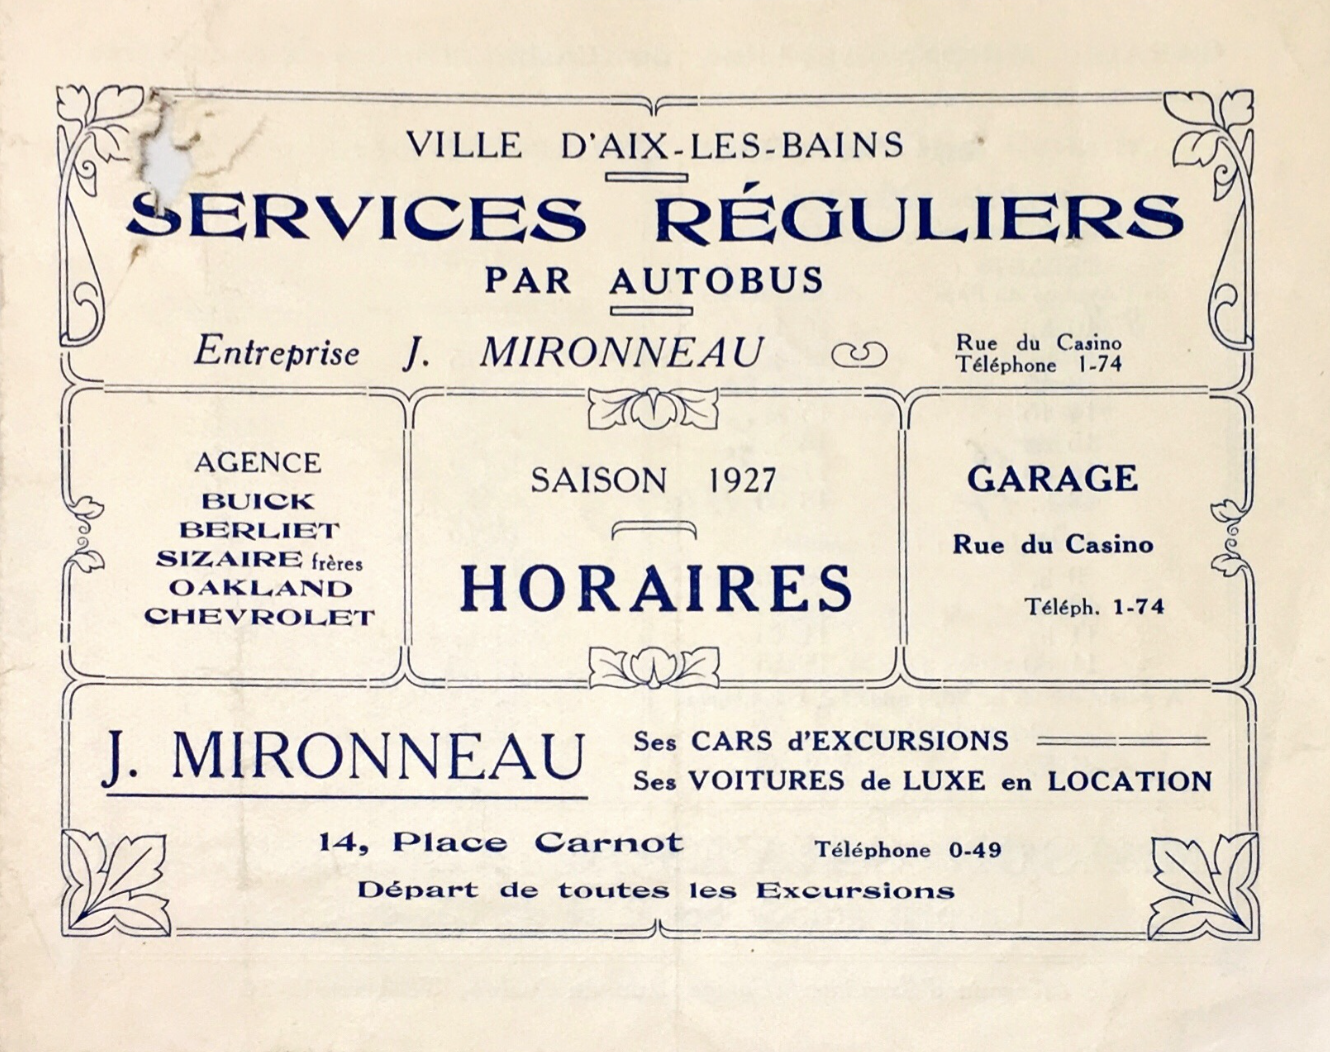 VILLE D'AIX-LES-BAINS
SERVICES RÉGULIERS
PAR AUTOBUS
Entreprise J. MIRONNEAU
Rue du Casino
Téléphone 1-74
AGENCE
BUICK
BERLIET
SIZAIRE frères
OAKLAND
CHEVROLET
SAISON 1927
HORAIRES
GARAGE
Rue du Casino
Téléph. 1-74
J. MIRONNEAU
Ses CARS d'EXCURSIONS
Ses VOITURES de LUXE en LOCATION
14, Place Carnot
Téléphone 0-49
Départ de toutes les Excursions